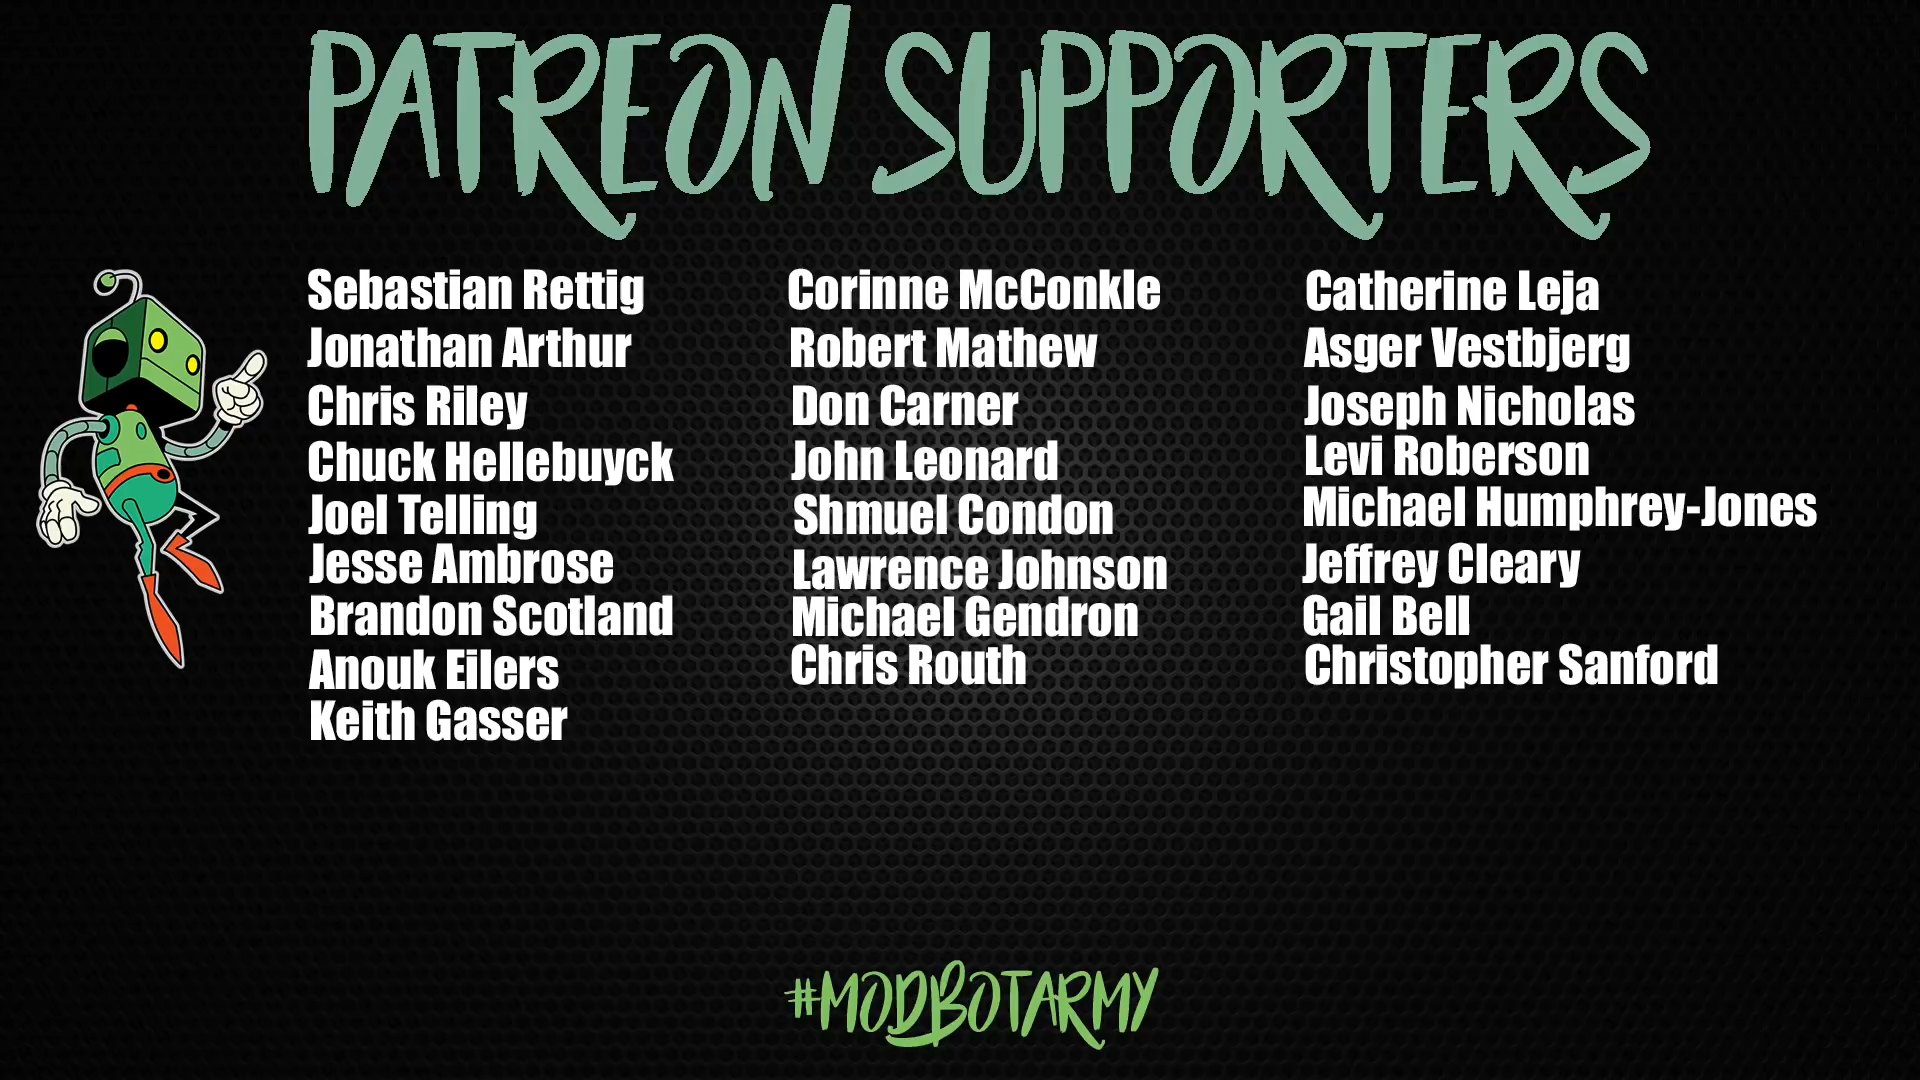 PATREON SUPPORTERS
Sebastian Rettig
Jonathan Arthur
Chris Riley
Chuck Hellebuyck
Joel Telling
Jesse Ambrose
Brandon Scotland
Anouk Eilers
Keith Gasser
Corinne McConkle
Robert Mathew
Don Carner
John Leonard
Shmuel Condon
Lawrence Johnson
Michael Gendron
Chris Routh
Catherine Leja
Asger Vestbjerg
Joseph Nicholas
Levi Roberson
Michael Humphrey-Jones
Jeffrey Cleary
Gail Bell
Christopher Sanford
#MODBOTARMY